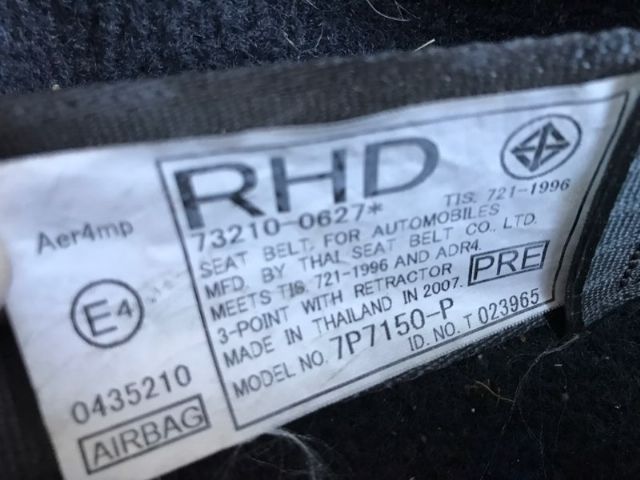 Aer4mp
E4
0435210
AIRBAG
RHD
73210-0627*
TIS. 721-1996
SEAT BELT, FOR AUTOMOBILES
MFD. BY THAI SEAT BELT CO., LTD.
MEETS TIS. 721-1996 AND ADR4.
3-POINT WITH RETRACTOR
PRE
MADE IN THAILAND IN 2007.
MODEL NO. 7P7150-P
ID. NO. T 023965